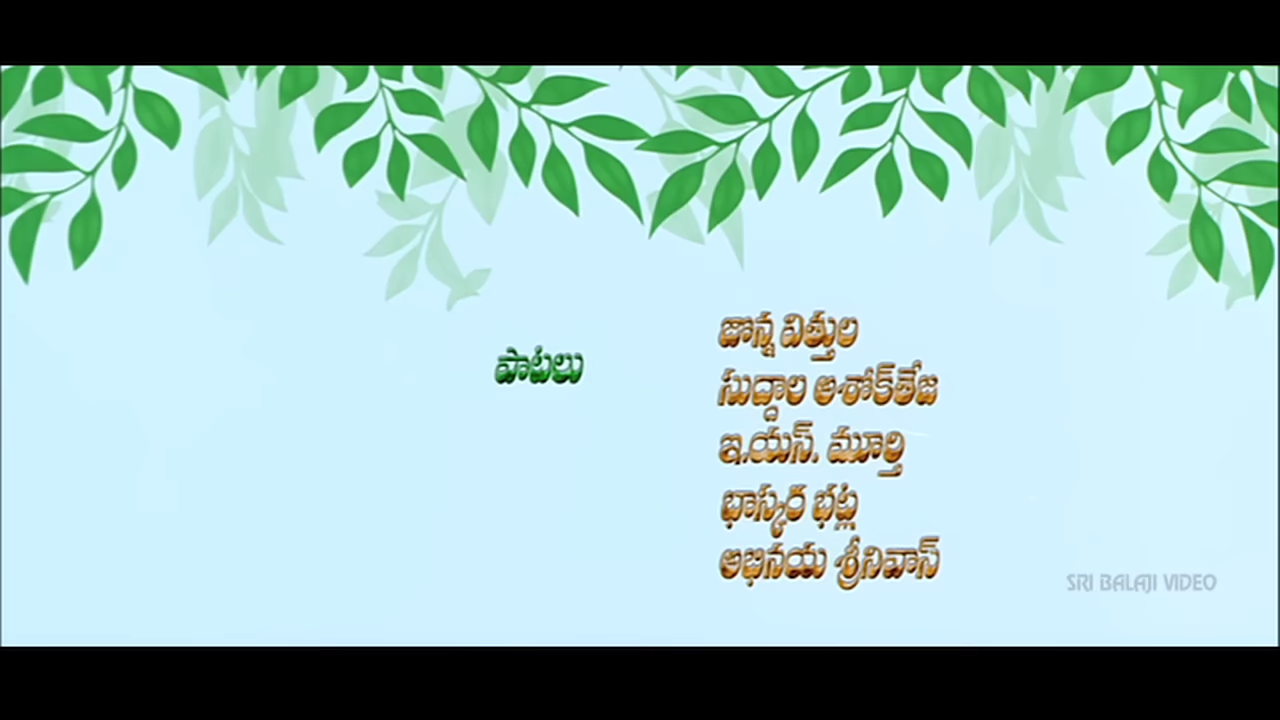 పాటలు
జొన్న విత్తుల
సుద్దాల అశోక్‌తేజ
ఇ.యస్. మూర్తి
భాస్కర భట్ల
అభినయ శ్రీనివాస్
SRI BALAJI VIDEO